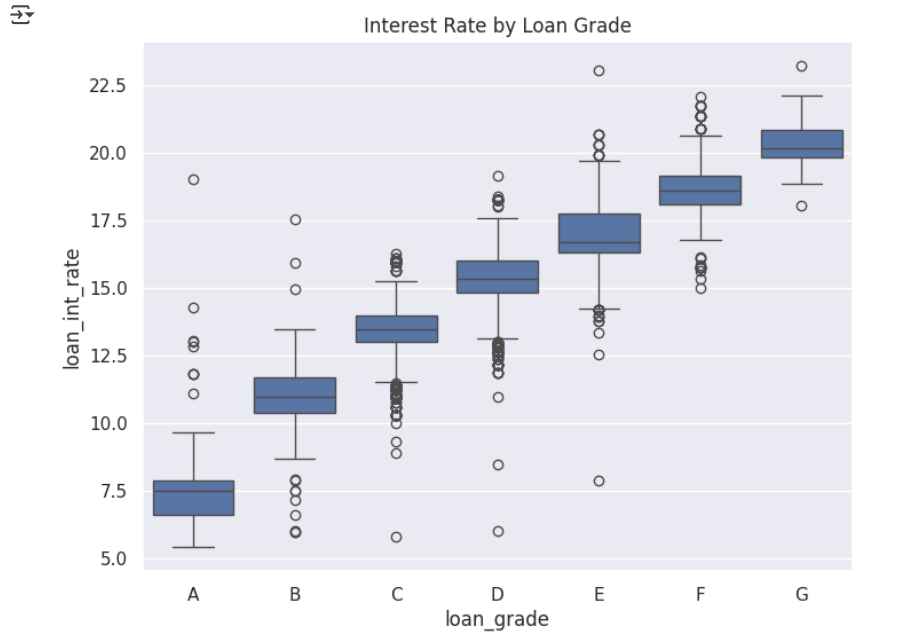 Interest Rate by Loan Grade
loan_int_rate
22.5
20.0
17.5
15.0
12.5
10.0
7.5
5.0
A B C D E F G
loan_grade